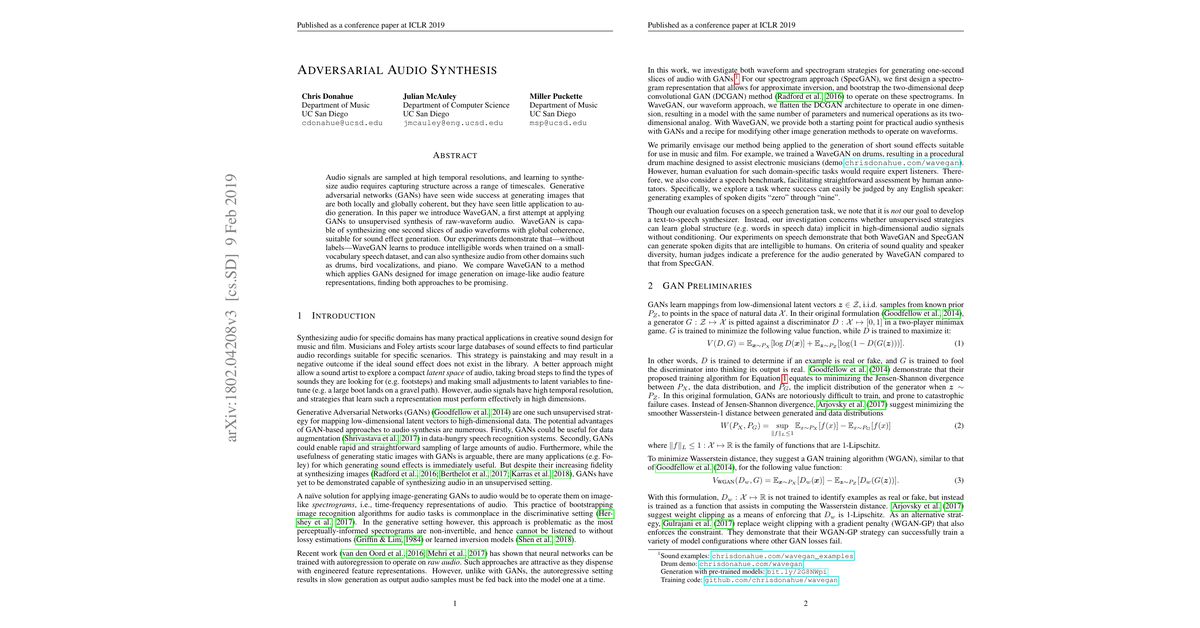 Published as a conference paper at ICLR 2019
ADVERSARIAL AUDIO SYNTHESIS
Chris Donahue
Department of Music
UC San Diego
cdonahue@ucsd.edu
Julian McAuley
Department of Computer Science
UC San Diego
jmcauley@eng.ucsd.edu
Miller Puckette
Department of Music
UC San Diego
msp@ucsd.edu
ABSTRACT
Audio signals are sampled at high temporal resolutions, and learning to synthe-
size audio requires capturing structure across a range of timescales. Generative
adversarial networks (GANs) have seen wide success at generating images that
are both locally and globally coherent, but they have seen little application to au-
dio generation. In this paper we introduce WaveGAN, a first attempt at applying
GANs to unsupervised synthesis of raw-waveform audio. WaveGAN is capa-
ble of synthesizing one second slices of audio waveforms with global coherence,
suitable for sound effect generation. Our experiments demonstrate that—without
labels—WaveGAN learns to produce intelligible words when trained on a small-
vocabulary speech dataset, and can also synthesize audio from other domains such
as drums, bird vocalizations, and piano. We compare WaveGAN to a method
which applies GANs designed for image generation on image-like audio feature
representations, finding both approaches to be promising.
1 INTRODUCTION
Synthesizing audio for specific domains has many practical applications in creative sound design for
music and film. Musicians and Foley artists scour large databases of sound effects to find particular
audio recordings suitable for specific scenarios. This strategy is painstaking and may result in a
negative outcome if the ideal sound effect does not exist in the library. A better approach might
allow a sound artist to explore a compact latent space of audio, taking broad steps to find the types of
sounds they are looking for (e.g. footsteps) and making small adjustments to latent variables to fine-
tune (e.g. a large boot lands on a gravel path). However, audio signals have high temporal resolution,
and strategies that learn such a representation must perform effectively in high dimensions.
Generative Adversarial Networks (GANs) (Goodfellow et al., 2014) are one such unsupervised strat-
egy for mapping low-dimensional latent vectors to high-dimensional data. The potential advantages
of GAN-based approaches to audio synthesis are numerous. Firstly, GANs could be useful for data
augmentation (Shrivastava et al., 2017) in data-hungry speech recognition systems. Secondly, GANs
could enable rapid and straightforward sampling of large amounts of audio. Furthermore, while the
usefulness of generating static images with GANs is arguable, there are many applications (e.g. Fo-
ley) for which generating sound effects is immediately useful. But despite their increasing fidelity
at synthesizing images (Radford et al., 2016; Berthelot et al., 2017; Karras et al., 2018), GANs have
yet to be demonstrated capable of synthesizing audio in an unsupervised setting.
A naïve solution for applying image-generating GANs to audio would be to operate them on image-
like spectrograms, i.e., time-frequency representations of audio. This practice of bootstrapping
image recognition algorithms for audio tasks is commonplace in the discriminative setting (Her-
shey et al., 2017). In the generative setting however, this approach is problematic as the most
perceptually-informed spectrograms are non-invertible, and hence cannot be listened to without
lossy estimations (Griffin & Lim, 1984) or learned inversion models (Shen et al., 2018).
Recent work (van den Oord et al., 2016; Mehri et al., 2017) has shown that neural networks can be
trained with autoregression to operate on raw audio. Such approaches are attractive as they dispense
with engineered feature representations. However, unlike with GANs, the autoregressive setting
results in slow generation as output audio samples must be fed back into the model one at a time.
1
arXiv:1802.04208v3 [cs.SD] 9 Feb 2019
Published as a conference paper at ICLR 2019
In this work, we investigate both waveform and spectrogram strategies for generating one-second
slices of audio with GANs.1 For our spectrogram approach (SpecGAN), we first design a spectro-
gram representation that allows for approximate inversion, and bootstrap the two-dimensional deep
convolutional GAN (DCGAN) method (Radford et al., 2016) to operate on these spectrograms. In
WaveGAN, our waveform approach, we flatten the DCGAN architecture to operate in one dimen-
sion, resulting in a model with the same number of parameters and numerical operations as its two-
dimensional analog. With WaveGAN, we provide both a starting point for practical audio synthesis
with GANs and a recipe for modifying other image generation methods to operate on waveforms.
We primarily envisage our method being applied to the generation of short sound effects suitable
for use in music and film. For example, we trained a WaveGAN on drums, resulting in a procedural
drum machine designed to assist electronic musicians (demo chrisdonahue.com/wavegan).
However, human evaluation for such domain-specific tasks would require expert listeners. There-
fore, we also consider a speech benchmark, facilitating straightforward assessment by human anno-
tators. Specifically, we explore a task where success can easily be judged by any English speaker:
generating examples of spoken digits “zero” through “nine”.
Though our evaluation focuses on a speech generation task, we note that it is not our goal to develop
a text-to-speech synthesizer. Instead, our investigation concerns whether unsupervised strategies
can learn global structure (e.g. words in speech data) implicit in high-dimensional audio signals
without conditioning. Our experiments on speech demonstrate that both WaveGAN and SpecGAN
can generate spoken digits that are intelligible to humans. On criteria of sound quality and speaker
diversity, human judges indicate a preference for the audio generated by WaveGAN compared to
that from SpecGAN.
2 GAN PRELIMINARIES
GANs learn mappings from low-dimensional latent vectors z ∈ Z, i.i.d. samples from known prior
P_Z, to points in the space of natural data X. In their original formulation (Goodfellow et al., 2014),
a generator G : Z ↦ X is pitted against a discriminator D : X ↦ [0, 1] in a two-player minimax
game. G is trained to minimize the following value function, while D is trained to maximize it:
V(D, G) = E_x∼P_X[log D(x)] + E_z∼P_Z[log(1 − D(G(z)))]. (1)
In other words, D is trained to determine if an example is real or fake, and G is trained to fool
the discriminator into thinking its output is real. Goodfellow et al. (2014) demonstrate that their
proposed training algorithm for Equation 1 equates to minimizing the Jensen-Shannon divergence
between P_X, the data distribution, and P_G, the implicit distribution of the generator when z ∼
P_Z. In this original formulation, GANs are notoriously difficult to train, and prone to catastrophic
failure cases. Instead of Jensen-Shannon divergence, Arjovsky et al. (2017) suggest minimizing the
smoother Wasserstein-1 distance between generated and data distributions
W(P_X, P_G) = sup_||f||_L≤1 E_x∼P_X[f(x)] − E_x∼P_G[f(x)] (2)
where ||f||_L ≤ 1 : X ↦ R is the family of functions that are 1-Lipschitz.
To minimize Wasserstein distance, they suggest a GAN training algorithm (WGAN), similar to that
of Goodfellow et al. (2014), for the following value function:
V_WGAN(D_w, G) = E_x∼P_X[D_w(x)] − E_z∼P_Z[D_w(G(z))]. (3)
With this formulation, D_w : X ↦ R is not trained to identify examples as real or fake, but instead
is trained as a function that assists in computing the Wasserstein distance. Arjovsky et al. (2017)
suggest weight clipping as a means of enforcing that D_w is 1-Lipschitz. As an alternative strat-
egy, Gulrajani et al. (2017) replace weight clipping with a gradient penalty (WGAN-GP) that also
enforces the constraint. They demonstrate that their WGAN-GP strategy can successfully train a
variety of model configurations where other GAN losses fail.
1Sound examples: chrisdonahue.com/wavegan_examples
Drum demo: chrisdonahue.com/wavegan
Generation with pre-trained models: bit.ly/2G8NWpi
Training code: github.com/chrisdonahue/wavegan
2